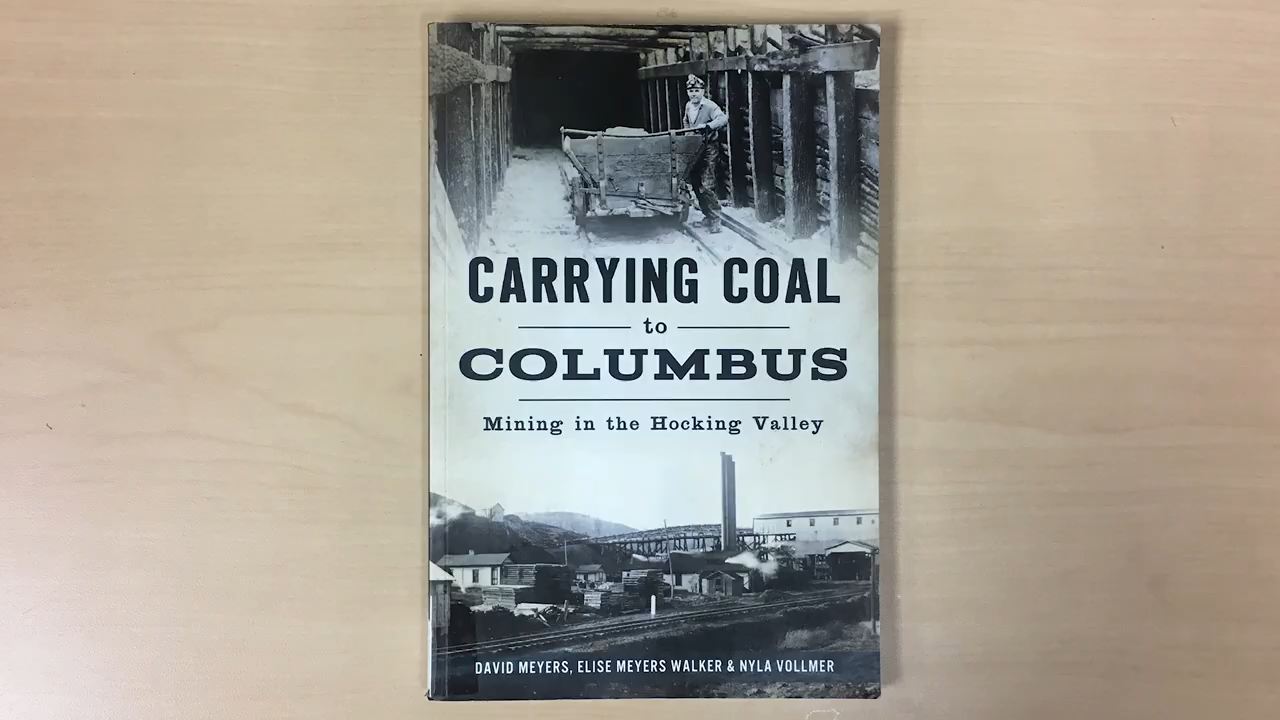 CARRYING COAL
to
COLUMBUS
Mining in the Hocking Valley
DAVID MEYERS, ELISE MEYERS WALKER & NYLA VOLLMER